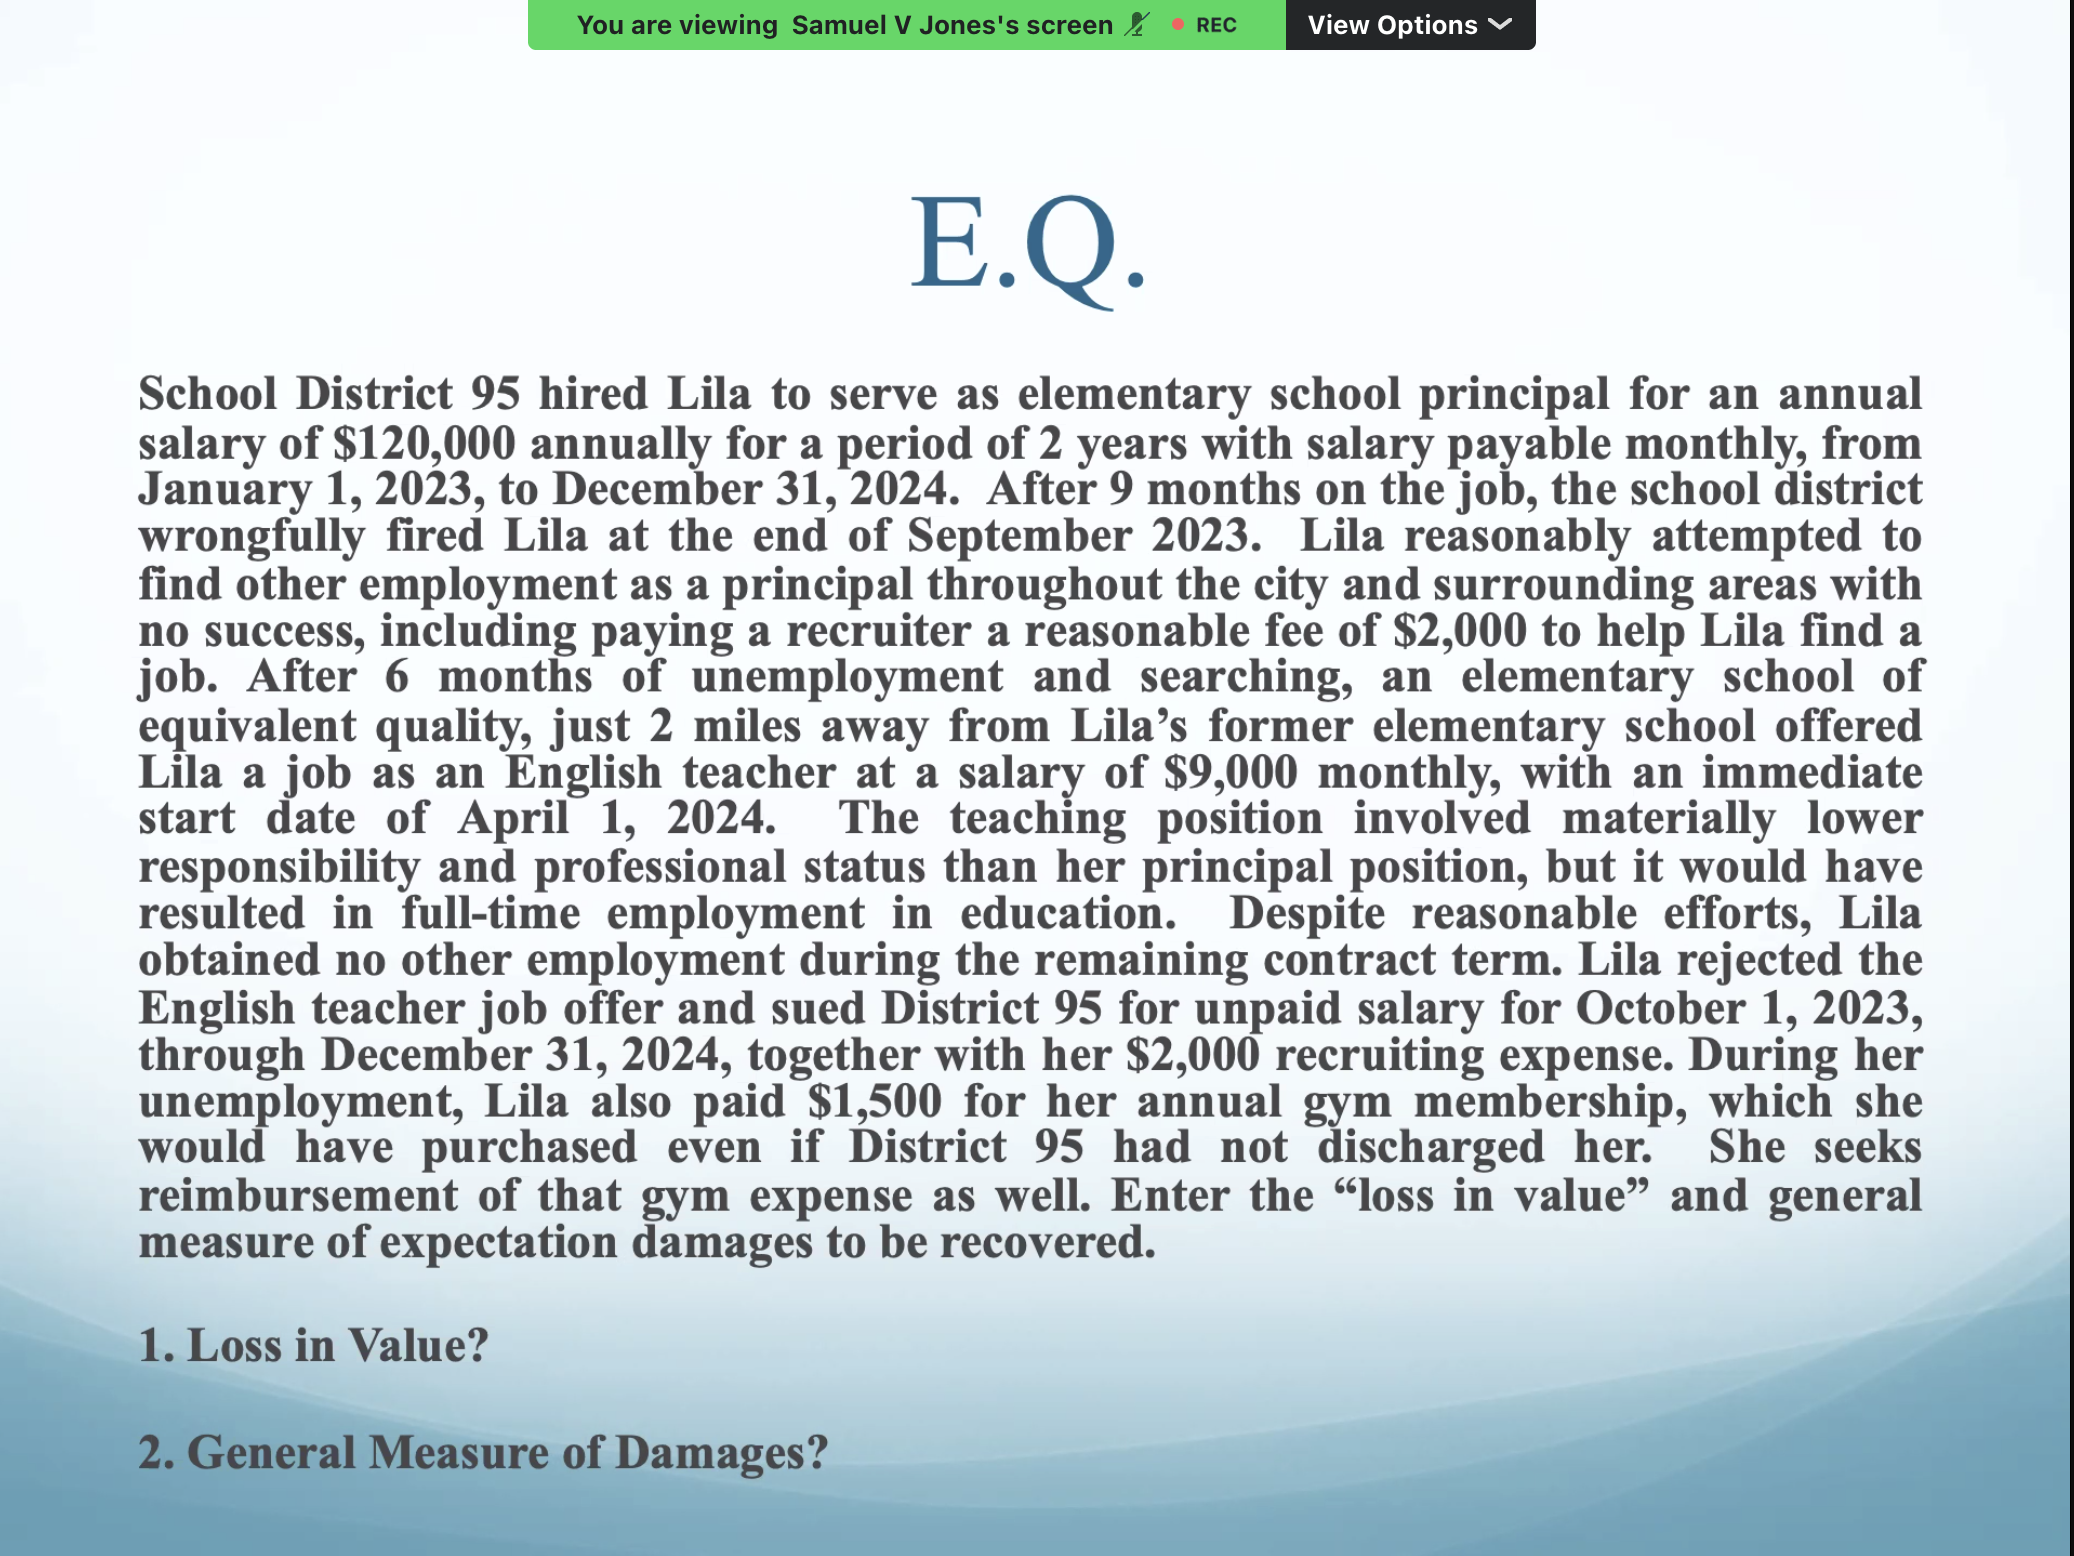 You are viewing Samuel V Jones's screen REC View Options
E.Q.
School District 95 hired Lila to serve as elementary school principal for an annual
salary of $120,000 annually for a period of 2 years with salary payable monthly, from
January 1, 2023, to December 31, 2024. After 9 months on the job, the school district
wrongfully fired Lila at the end of September 2023. Lila reasonably attempted to
find other employment as a principal throughout the city and surrounding areas with
no success, including paying a recruiter a reasonable fee of $2,000 to help Lila find a
job. After 6 months of unemployment and searching, an elementary school of
equivalent quality, just 2 miles away from Lila’s former elementary school offered
Lila a job as an English teacher at a salary of $9,000 monthly, with an immediate
start date of April 1, 2024. The teaching position involved materially lower
responsibility and professional status than her principal position, but it would have
resulted in full-time employment in education. Despite reasonable efforts, Lila
obtained no other employment during the remaining contract term. Lila rejected the
English teacher job offer and sued District 95 for unpaid salary for October 1, 2023,
through December 31, 2024, together with her $2,000 recruiting expense. During her
unemployment, Lila also paid $1,500 for her annual gym membership, which she
would have purchased even if District 95 had not discharged her. She seeks
reimbursement of that gym expense as well. Enter the “loss in value” and general
measure of expectation damages to be recovered.
1. Loss in Value?
2. General Measure of Damages?